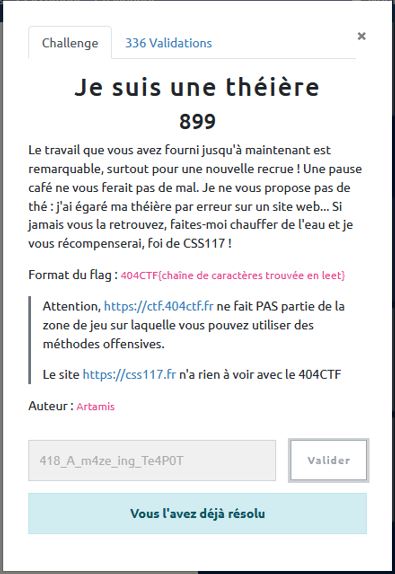 Challenge
336 Validations
×
Je suis une théière
899
Le travail que vous avez fourni jusqu'à maintenant est
remarquable, surtout pour une nouvelle recrue ! Une pause
café ne vous ferait pas de mal. Je ne vous propose pas de
thé : j'ai égaré ma théière par erreur sur un site web... Si
jamais vous la retrouvez, faites-moi chauffer de l'eau et je
vous récompenserai, foi de CSS117 !
Format du flag : 404CTF{chaîne de caractères trouvée en leet}
Attention, https://ctf.404ctf.fr ne fait PAS partie de la
zone de jeu sur laquelle vous pouvez utiliser des
méthodes offensives.
Le site https://css117.fr n'a rien à voir avec le 404CTF
Auteur : Artamis
418_A_m4ze_ing_Te4P0T
Valider
Vous l'avez déjà résolu